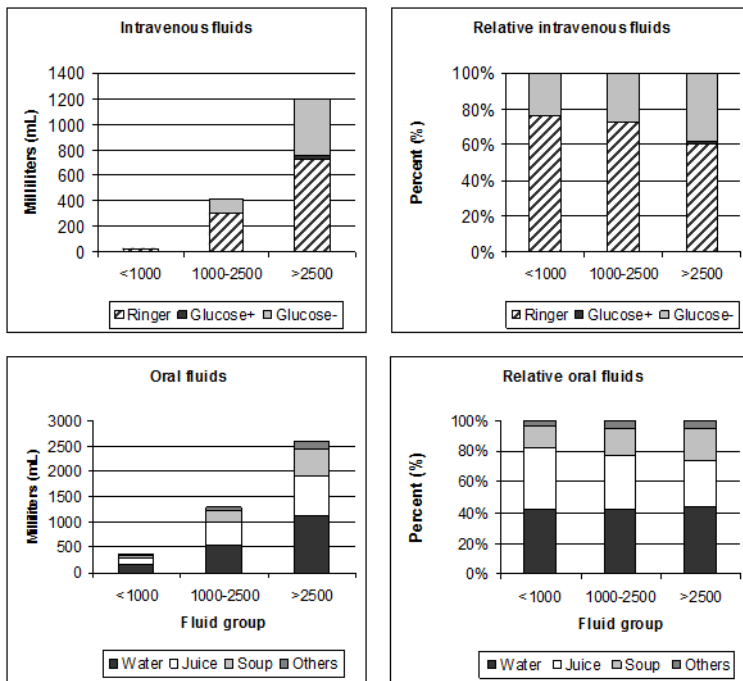 Intravenous fluids
Milliliters (mL)
1400
1200
1000
800
600
400
200
0
<1000 1000-2500 >2500
Ringer Glucose+ Glucose-
Relative intravenous fluids
Percent (%)
100%
80%
60%
40%
20%
0%
<1000 1000-2500 >2500
Ringer Glucose+ Glucose-
Oral fluids
Milliliters (mL)
3000
2500
2000
1500
1000
500
0
<1000 1000-2500 >2500
Fluid group
Water Juice Soup Others
Relative oral fluids
Percent (%)
100%
80%
60%
40%
20%
0%
<1000 1000-2500 >2500
Fluid group
Water Juice Soup Others